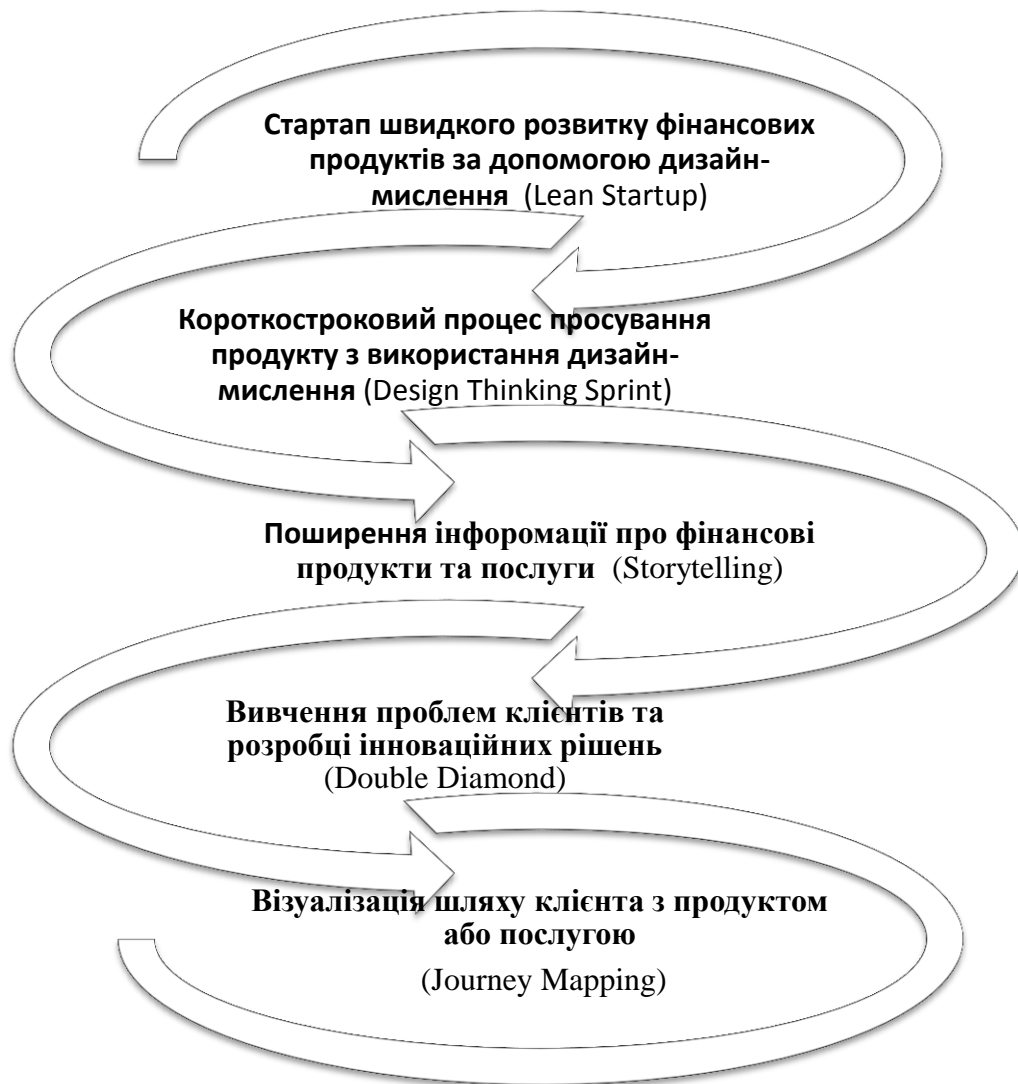 Стартап швидкого розвитку фінансових
продуктів за допомогою дизайн-
мислення (Lean Startup)
Короткостроковий процес просування
продукту з використання дизайн-
мислення (Design Thinking Sprint)
Поширення інфоромації про фінансові
продукти та послуги (Storytelling)
Вивчення проблем клієнтів та
розробці інноваційних рішень
(Double Diamond)
Візуалізація шляху клієнта з продуктом
або послугою
(Journey Mapping)